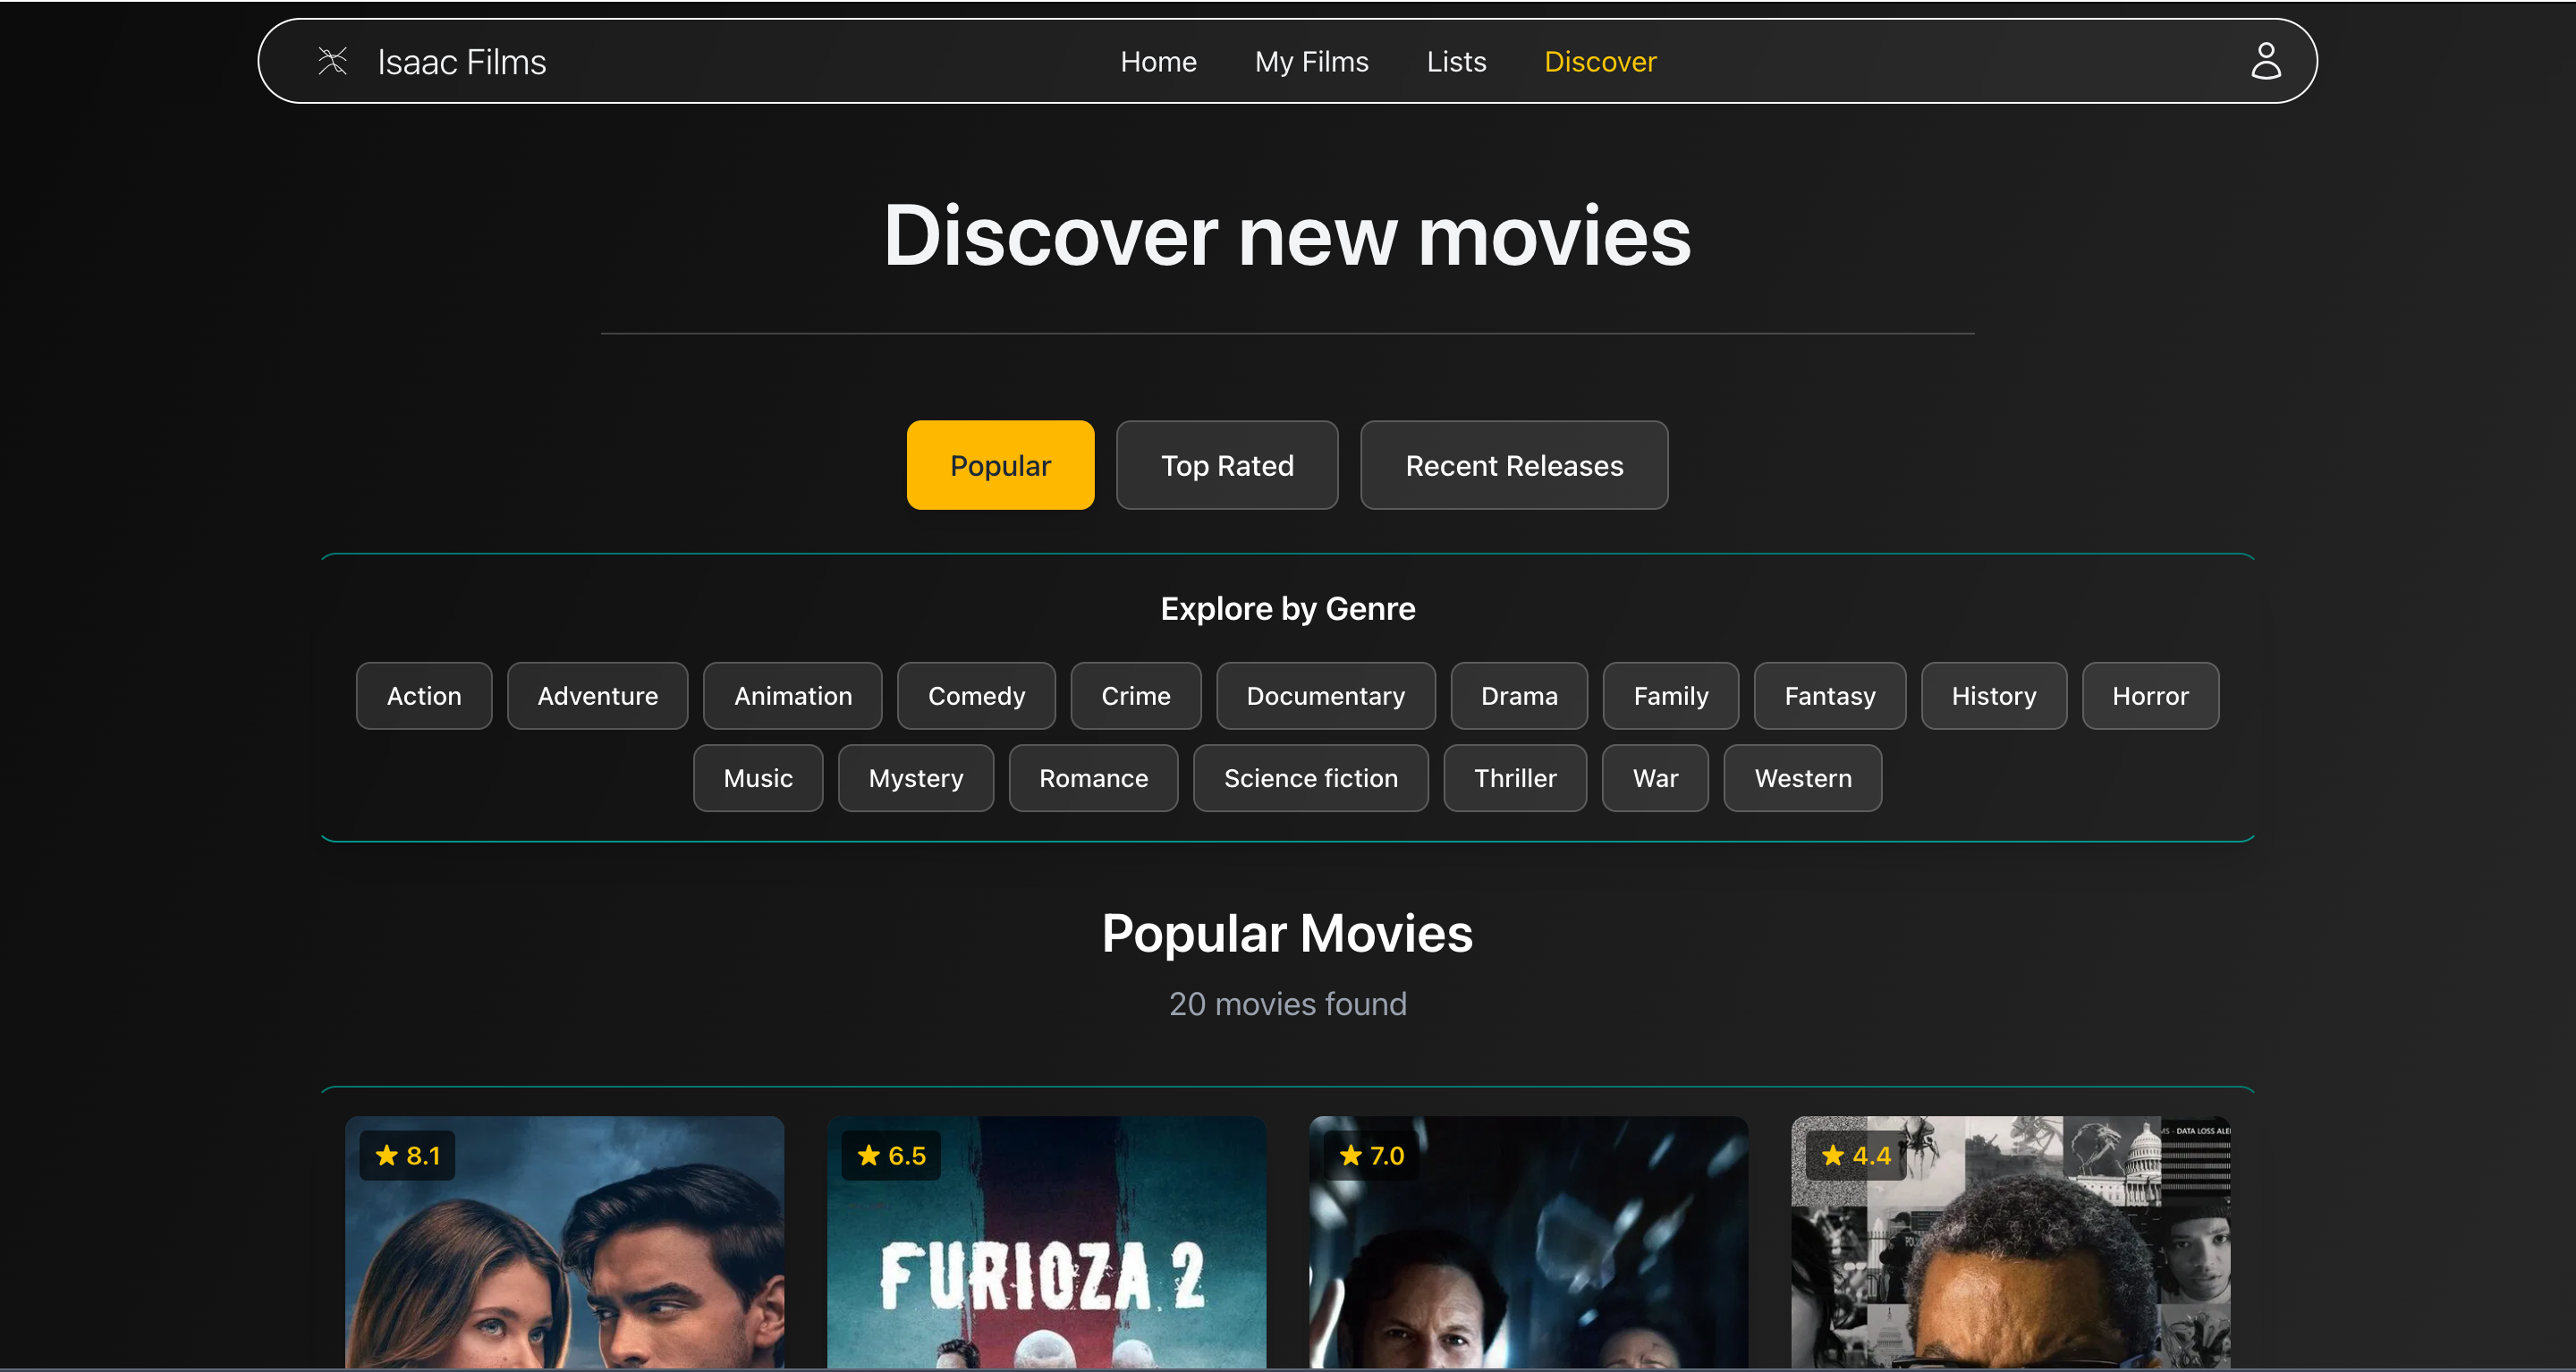 Isaac Films Home My Films Lists Discover
Discover new movies
Popular Top Rated Recent Releases
Explore by Genre
Action Adventure Animation Comedy Crime Documentary Drama Family Fantasy History Horror
Music Mystery Romance Science fiction Thriller War Western
Popular Movies
20 movies found
8.1 6.5 7.0 4.4
DATA LOSS ALE
FURIOZA 2